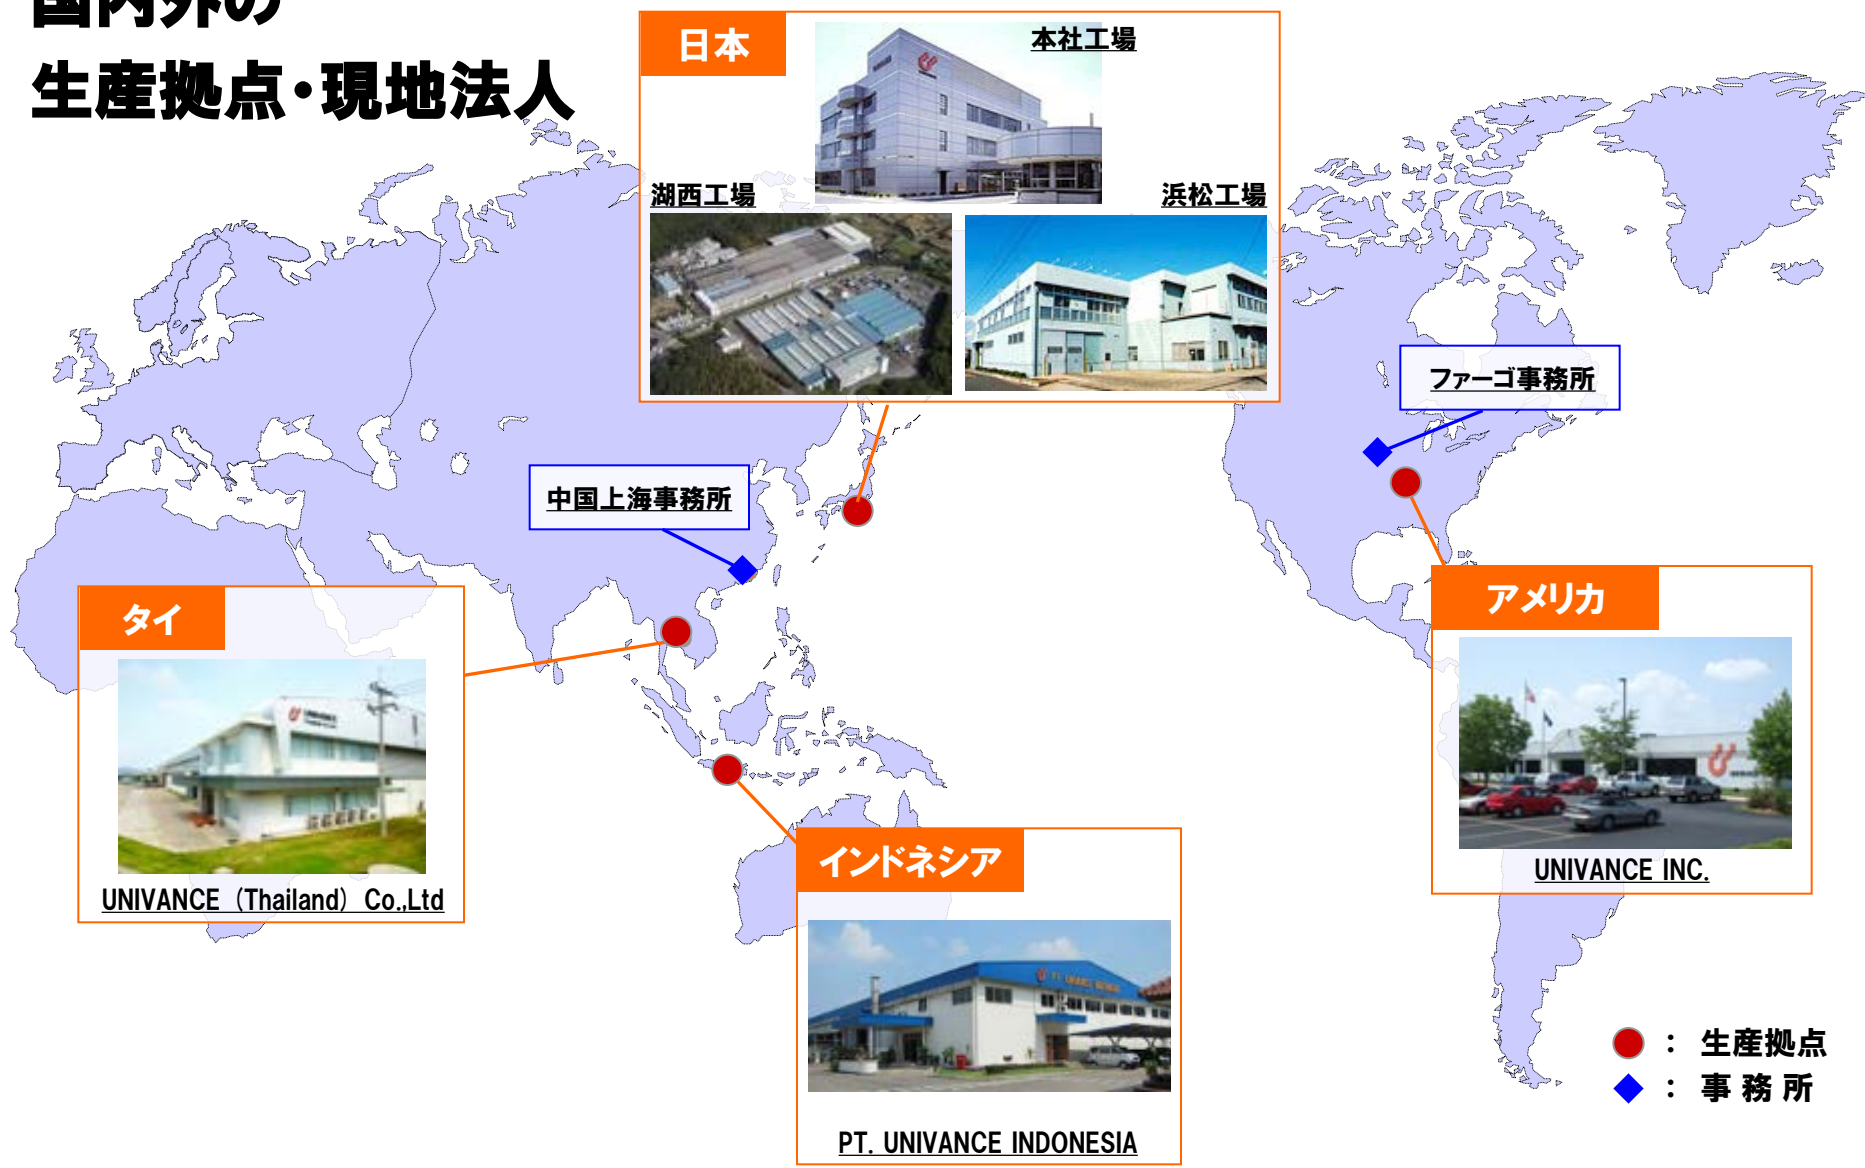 国内外の
生産拠点・現地法人
日本
本社工場
湖西工場
浜松工場
ファーゴ事務所
中国上海事務所
タイ
UNIVANCE (Thailand) Co.,Ltd
アメリカ
UNIVANCE INC.
インドネシア
PT. UNIVANCE INDONESIA
： 生産拠点
： 事 務 所